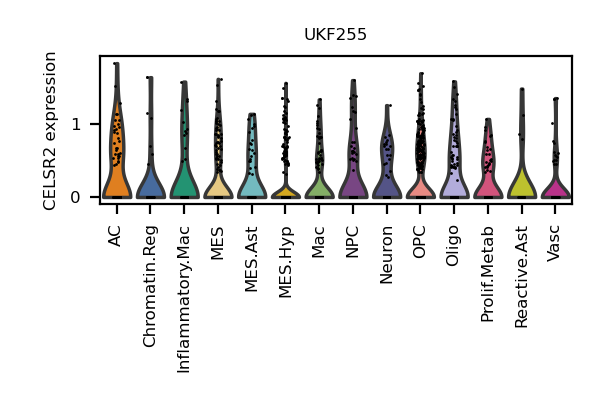 UKF255
CELSR2 expression
1
0
AC
Chromatin.Reg
Inflammatory.Mac
MES
MES.Ast
MES.Hyp
Mac
NPC
Neuron
OPC
Oligo
Prolif.Metab
Reactive.Ast
Vasc